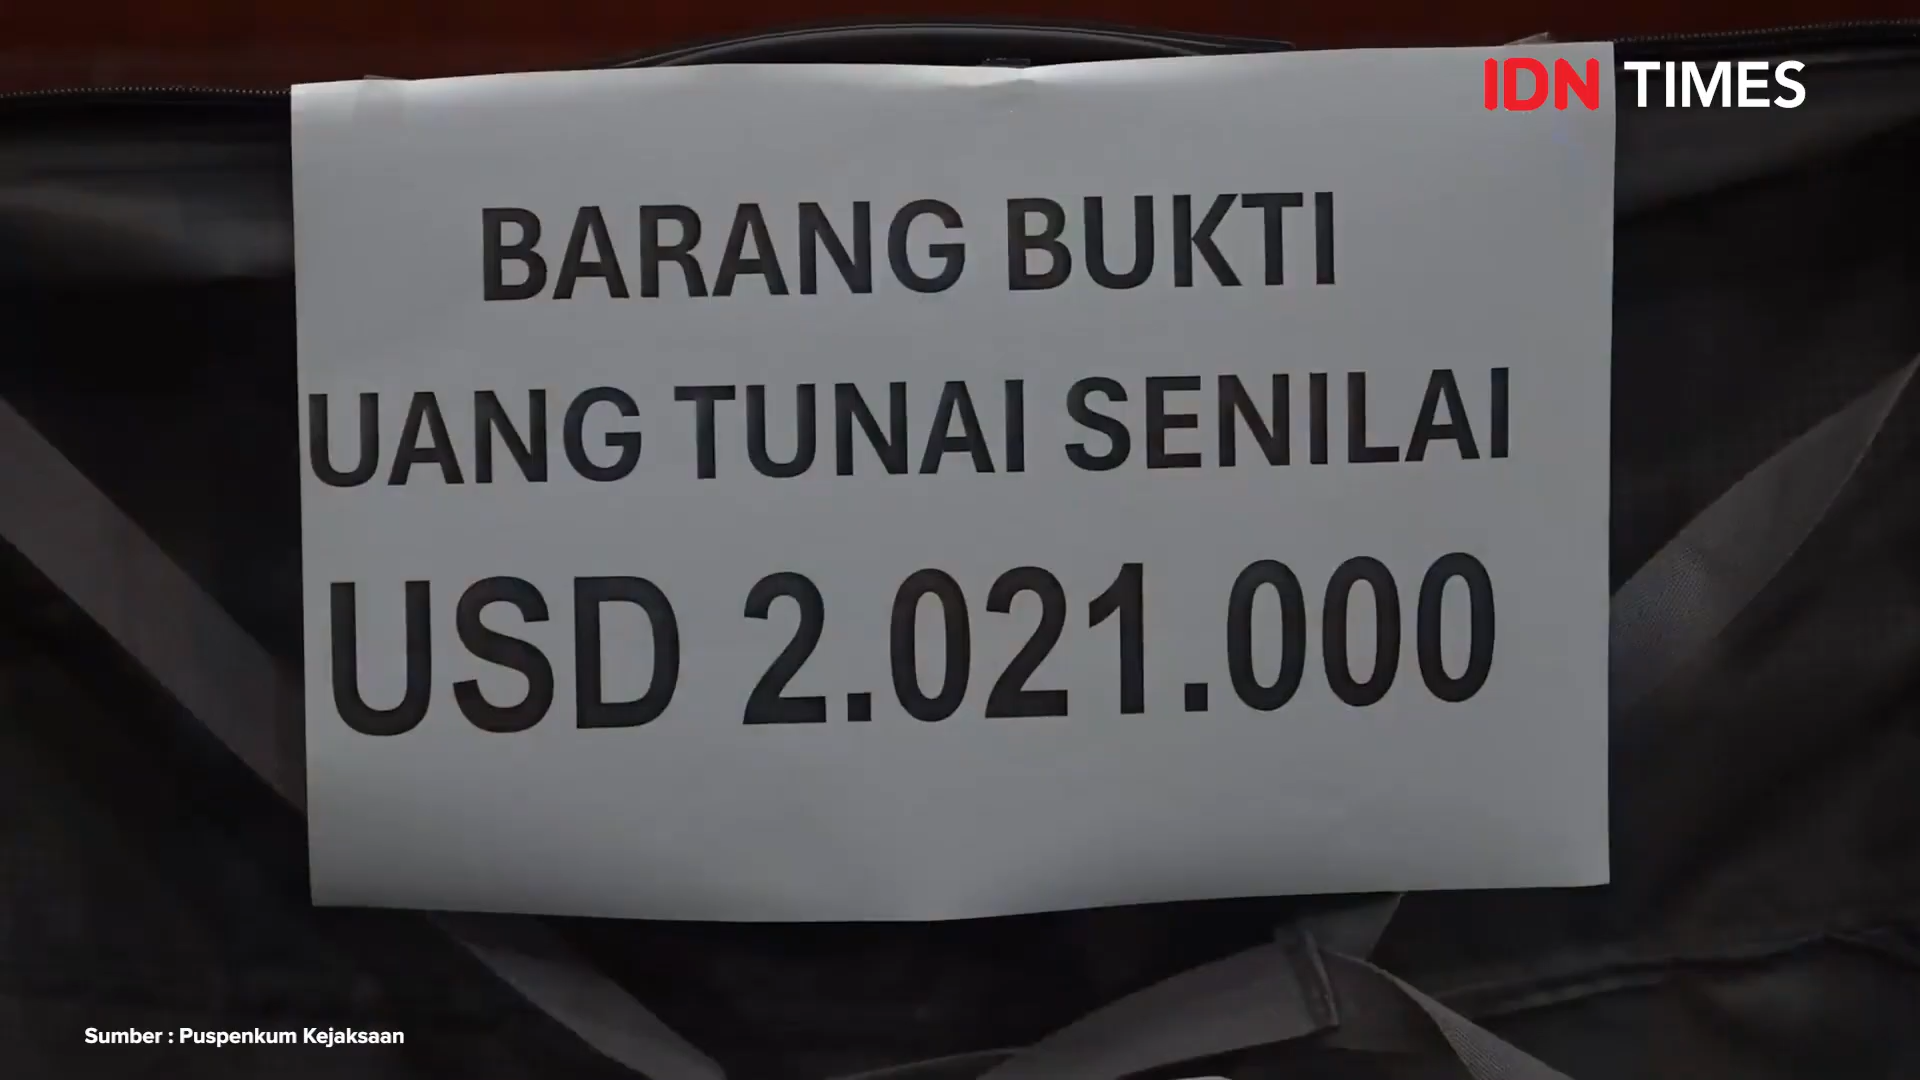 IDN TIMES
BARANG BUKTI
UANG TUNAI SENILAI
USD 2.021.000
Sumber : Puspenkum Kejaksaan